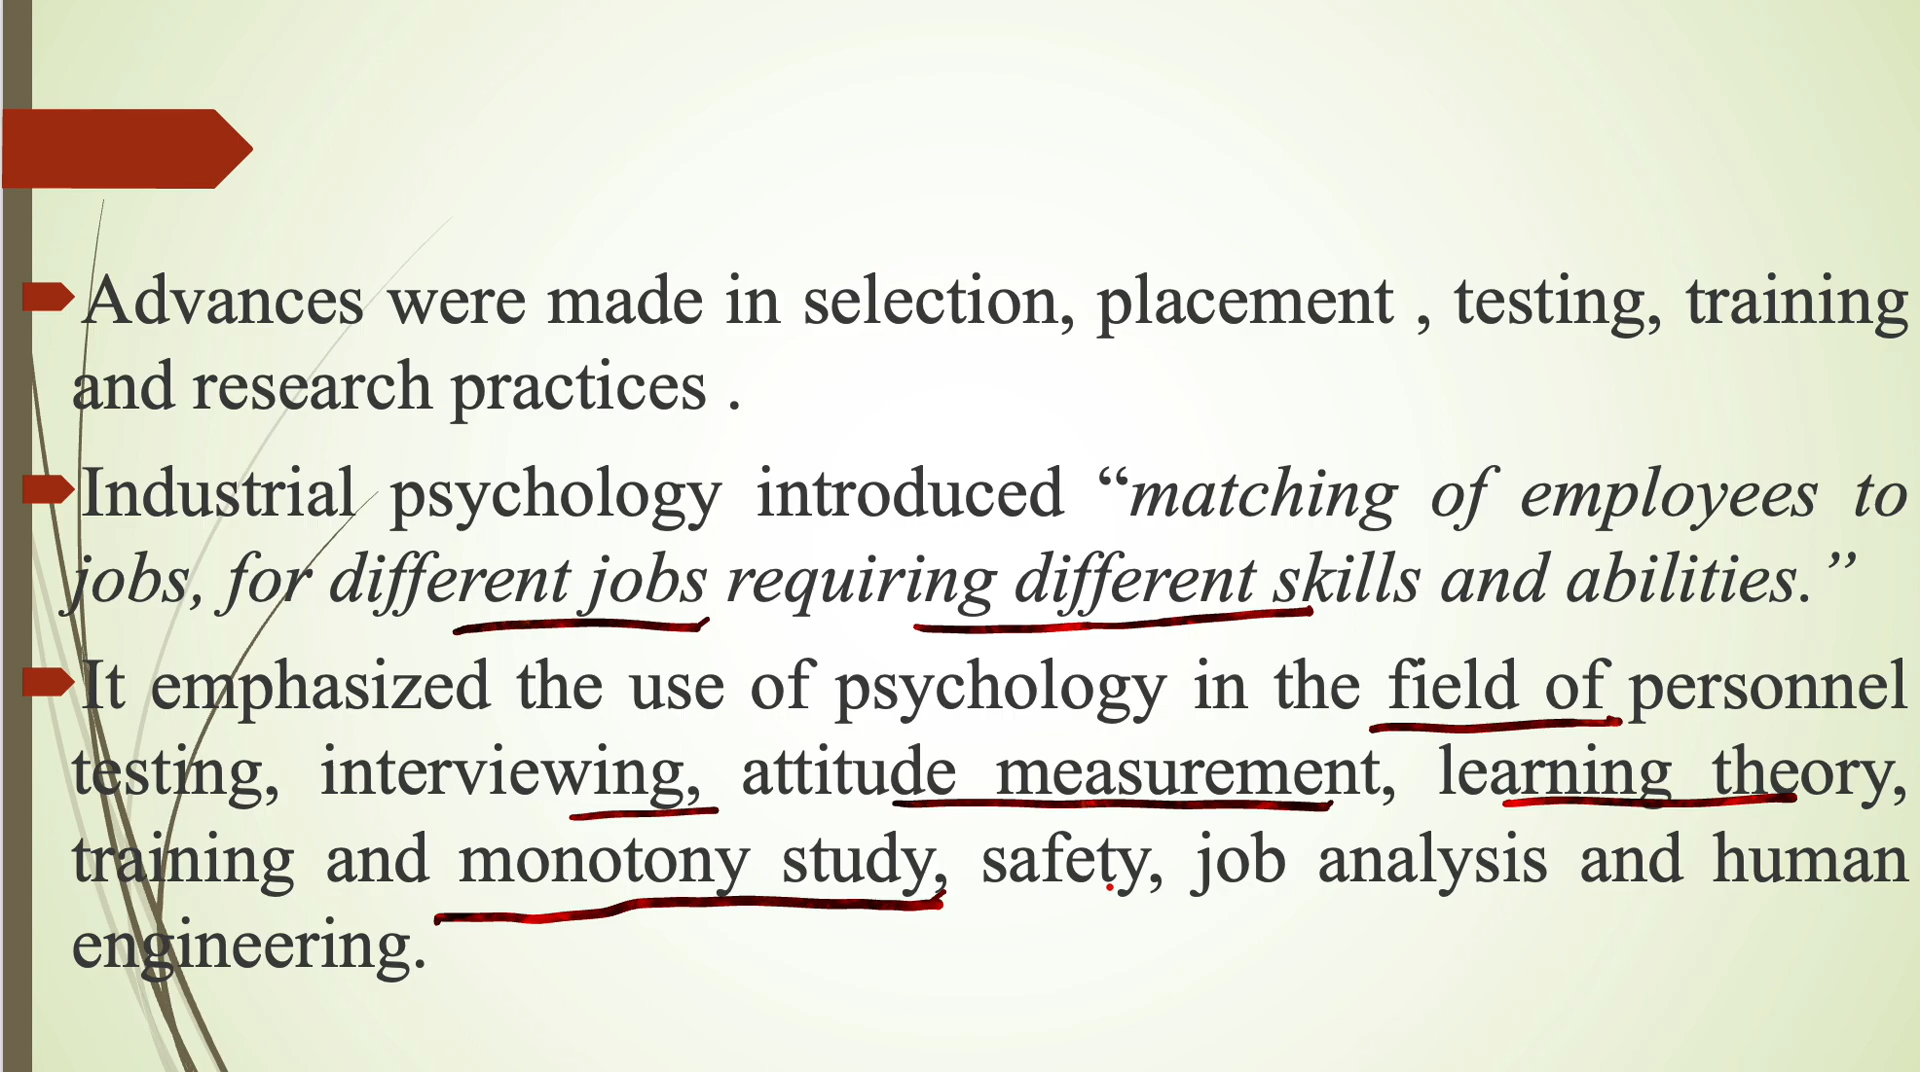 Advances were made in selection, placement , testing, training
and research practices .
Industrial psychology introduced “matching of employees to
jobs, for different jobs requiring different skills and abilities.”
It emphasized the use of psychology in the field of personnel
testing, interviewing, attitude measurement, learning theory,
training and monotony study, safety, job analysis and human
engineering.